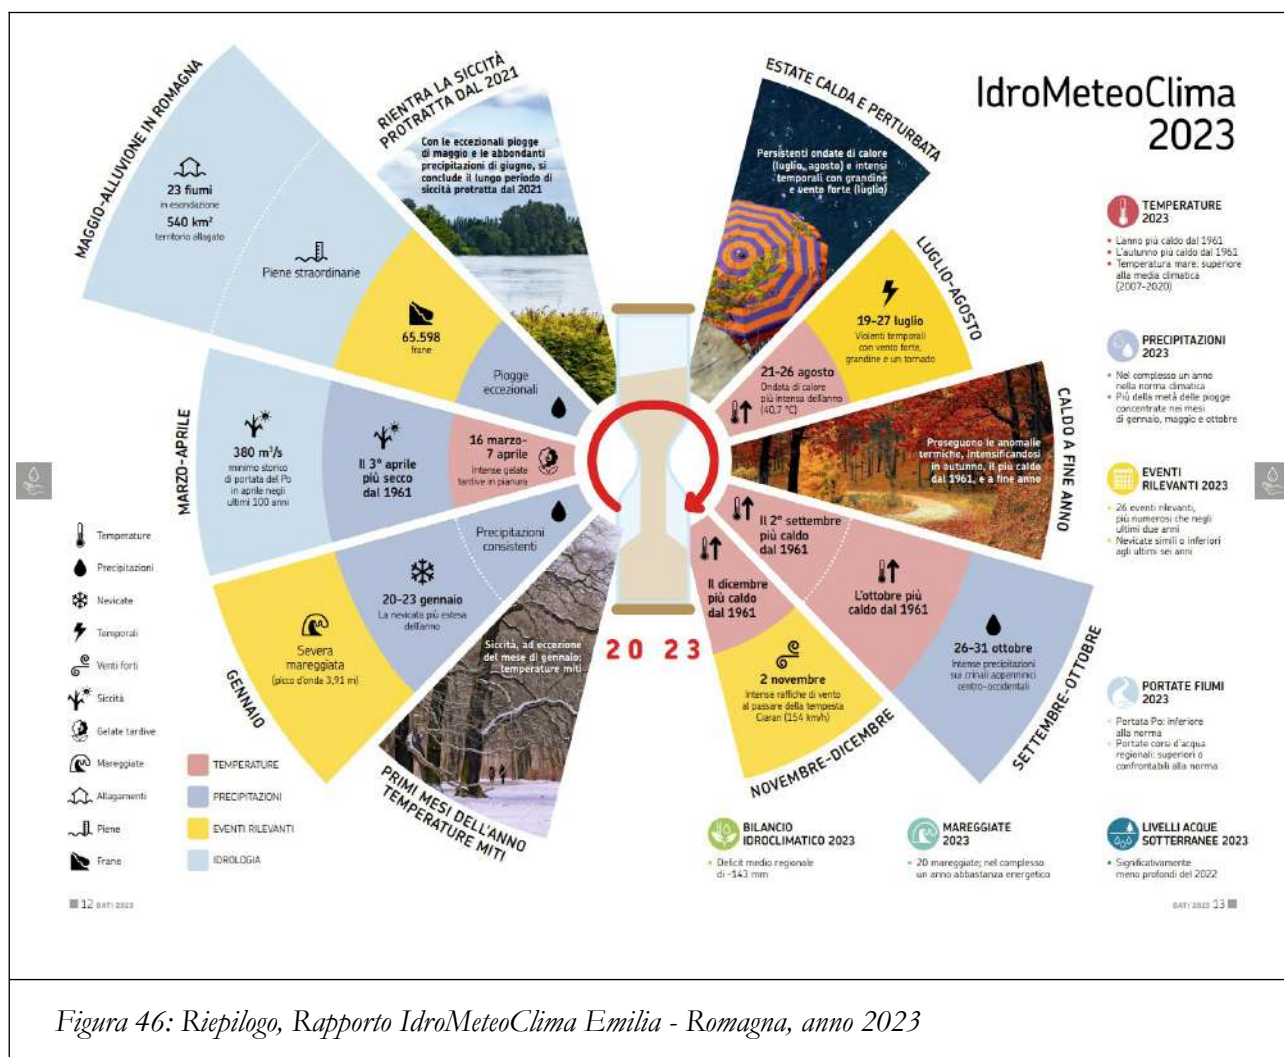 IdroMeteoClima
2023
MAGGIO-ALLUVIONE IN ROMAGNA
23 fiumi
in esondazione
540 km²
territorio allagato
Piene straordinarie
65.598
frane
Piogge
eccezionali
RIENTRA LA SICCITÀ
PROTRATTA DAL 2021
Con le eccezionali piogge
di maggio e le abbondanti
precipitazioni di giugno, si
conclude il lungo periodo di
siccità protratta dal 2021
ESTATE CALDA E PERTURBATA
Persistenti ondate di calore
(luglio, agosto) e intensi
temporali con grandine
e vento forte (luglio)
LUGLIO-AGOSTO
19-27 luglio
Violenti temporali
con vento forte,
grandine e un tornado
21-26 agosto
Ondata di calore
più intensa dell'anno
(40,7 °C)
CALDO A FINE ANNO
Proseguono le anomalie
termiche, intensificandosi
in autunno, il più caldo
dal 1961, e a fine anno
MARZO-APRILE
380 m³/s
minimo storico
di portata del Po
in aprile negli
ultimi 100 anni
Il 3° aprile
più secco
dal 1961
16 marzo-
7 aprile
Intense gelate
tardive in pianura
GENNAIO
Severa
mareggiata
(picco d'onda 3,91 m)
20-23 gennaio
La nevicata più estesa
dell'anno
Precipitazioni
consistenti
PRIMI MESI DELL'ANNO
TEMPERATURE MITI
Siccità, ad eccezione
del mese di gennaio;
temperature miti
20 23
NOVEMBRE-DICEMBRE
Il dicembre
più caldo
dal 1961
2 novembre
Intense raffiche di vento
al passare della tempesta
Ciaran (154 km/h)
SETTEMBRE-OTTOBRE
Il 2° settembre
più caldo
dal 1961
L'ottobre più
caldo dal 1961
26-31 ottobre
Intense precipitazioni
sui crinali appenninici
centro-occidentali
Temperature
Precipitazioni
Nevicate
Temporali
Venti forti
Siccità
Gelate tardive
Mareggiate
Allagamenti
Piene
Frane
TEMPERATURE
PRECIPITAZIONI
EVENTI RILEVANTI
IDROLOGIA
TEMPERATURE
2023
• L'anno più caldo dal 1961
• L'autunno più caldo dal 1961
• Temperatura mare: superiore
alla media climatica
(2007-2020)
PRECIPITAZIONI
2023
• Nel complesso un anno
nella norma climatica
• Più della metà delle piogge
concentrate nei mesi
di gennaio, maggio e ottobre
EVENTI
RILEVANTI 2023
• 26 eventi rilevanti,
più numerosi che negli
ultimi due anni
• Nevicate simili o inferiori
agli ultimi sei anni
PORTATE FIUMI
2023
• Portata Po: inferiore
alla norma
• Portate corsi d'acqua
regionali: superiori o
confrontabili alla norma
BILANCIO
IDROCLIMATICO 2023
• Deficit medio regionale
di -143 mm
MAREGGIATE
2023
• 20 mareggiate; nel complesso
un anno abbastanza energetico
LIVELLI ACQUE
SOTTERRANEE 2023
• Significativamente
meno profondi del 2022
12 DATI 2023
DATI 2023 13
Figura 46: Riepilogo, Rapporto IdroMeteoClima Emilia - Romagna, anno 2023